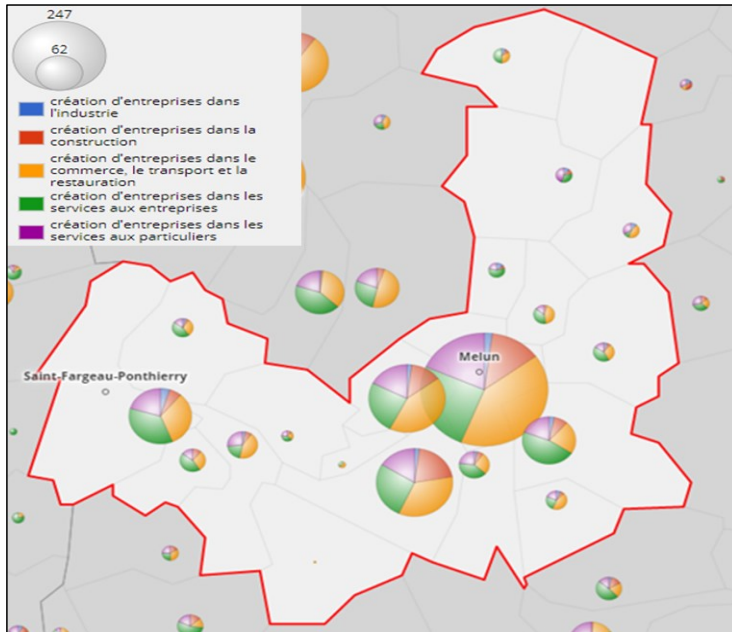 247
62
création d'entreprises dans
l'industrie
création d'entreprises dans la
construction
création d'entreprises dans le
commerce, le transport et la
restauration
création d'entreprises dans les
services aux entreprises
création d'entreprises dans les
services aux particuliers
Melun
Saint-Fargeau-Ponthierry